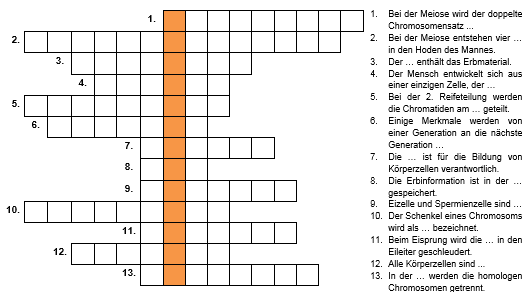 1.
2.
3.
4.
5.
6.
7.
8.
9.
10.
11.
12.
13.
1. Bei der Meiose wird der doppelte
Chromosomensatz ...
2. Bei der Meiose entstehen vier ...
in den Hoden des Mannes.
3. Der ... enthält das Erbmaterial.
4. Der Mensch entwickelt sich aus
einer einzigen Zelle, der ...
5. Bei der 2. Reifeteilung werden
die Chromatiden am ... geteilt.
6. Einige Merkmale werden von
einer Generation an die nächste
Generation ...
7. Die ... ist für die Bildung von
Körperzellen verantwortlich.
8. Die Erbinformation ist in der ...
gespeichert.
9. Eizelle und Spermienzelle sind ...
10. Der Schenkel eines Chromosoms
wird als ... bezeichnet.
11. Beim Eisprung wird die ... in den
Eileiter geschleudert.
12. Alle Körperzellen sind ...
13. In der ... werden die homologen
Chromosomen getrennt.